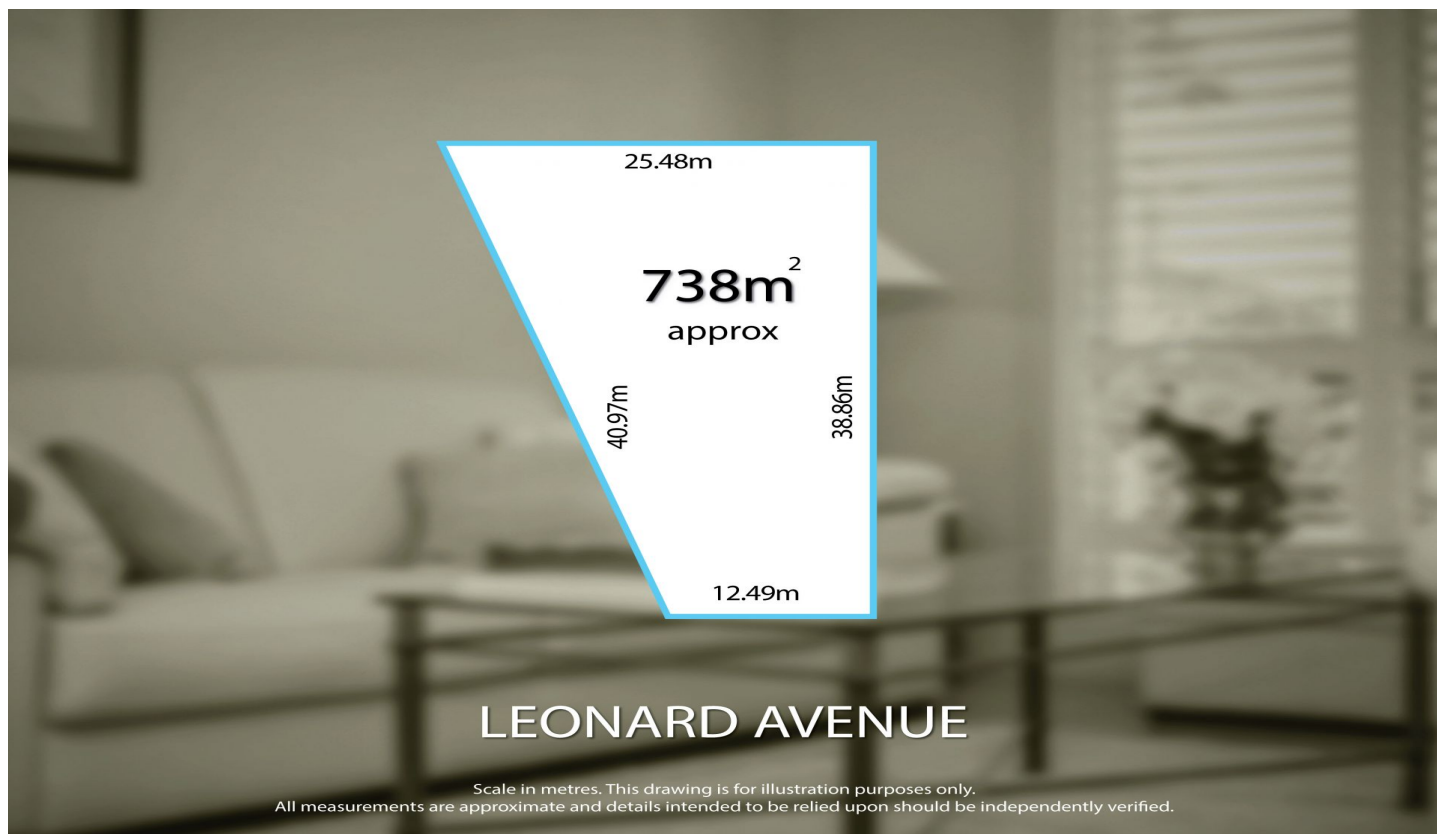 25.48m
738m²
approx
40.97m
38.86m
12.49m
LEONARD AVENUE
Scale in metres. This drawing is for illustration purposes only.
All measurements are approximate and details intended to be relied upon should be independently verified.